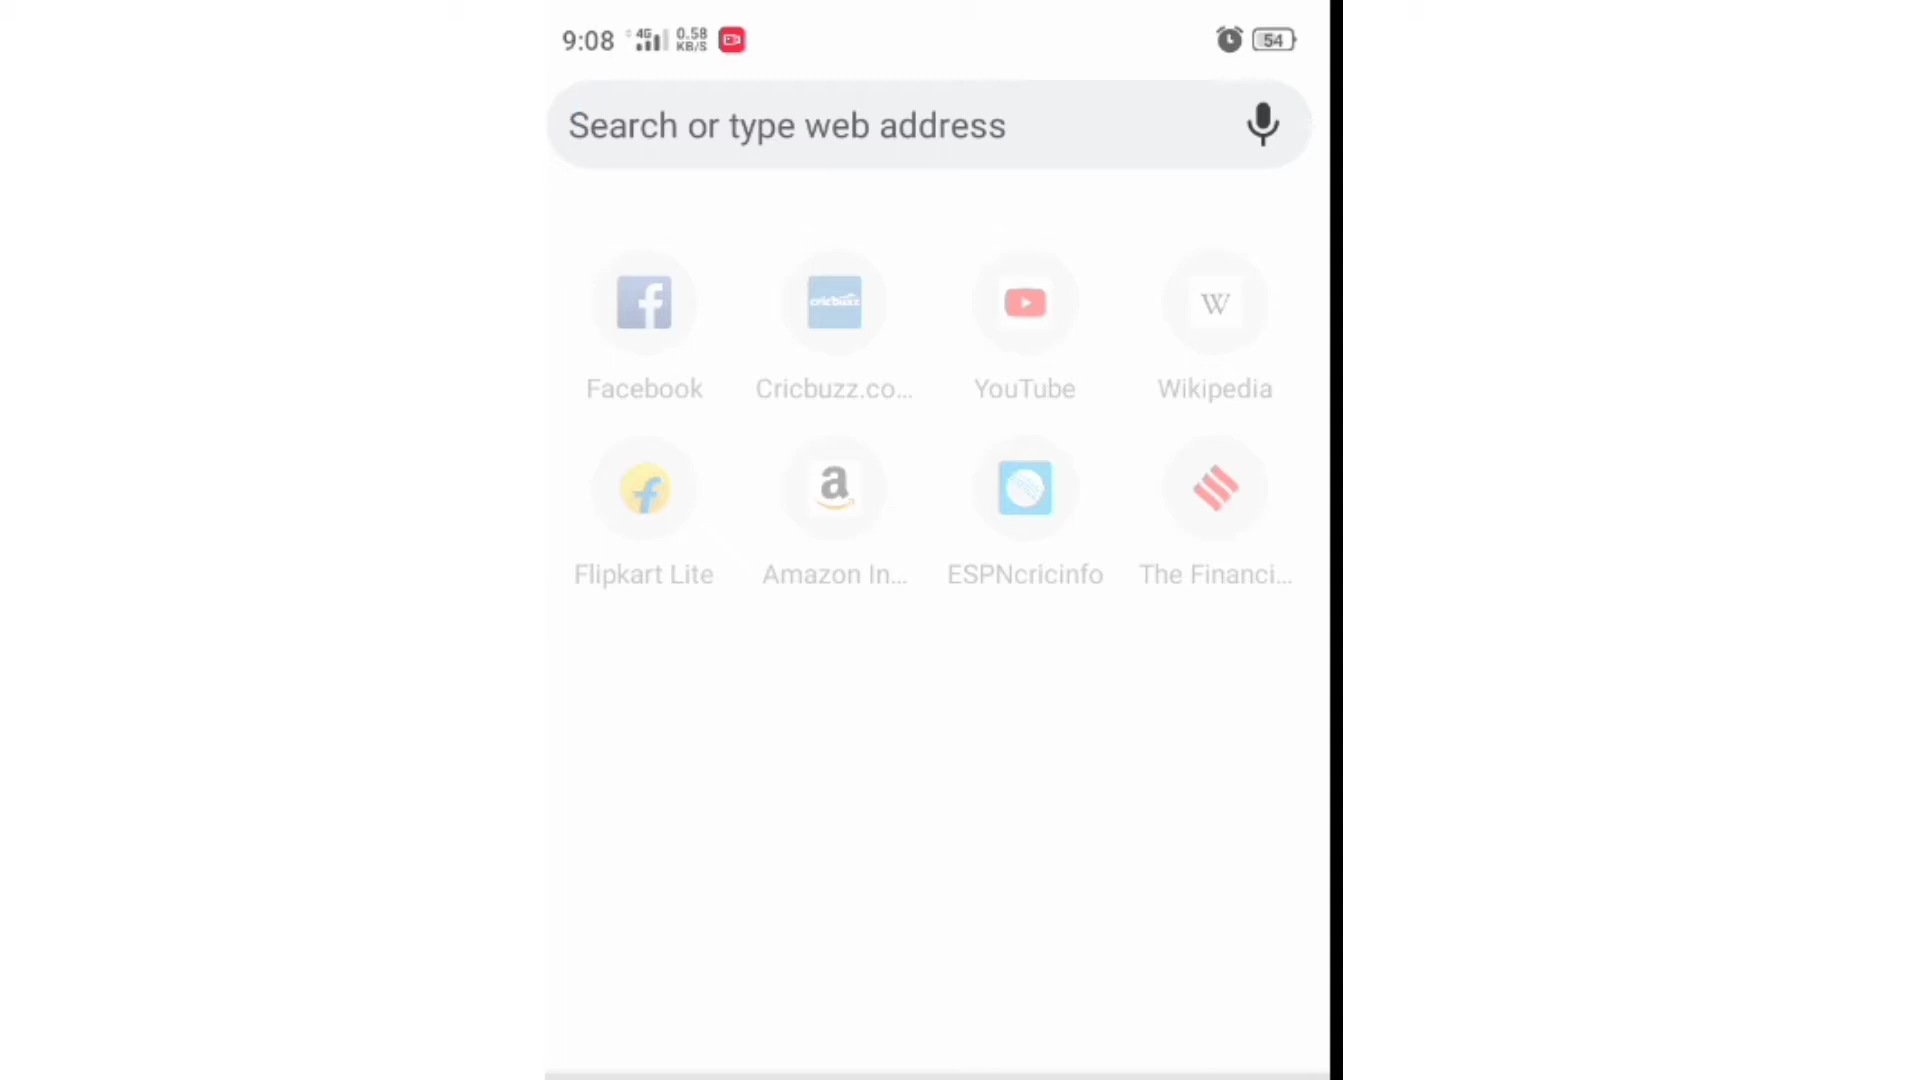 9:08 4G 0.58 KB/S 54
Search or type web address
cricbuzz W
Facebook Cricbuzz.co... YouTube Wikipedia
f a
Flipkart Lite Amazon In... ESPNcricinfo The Financi...